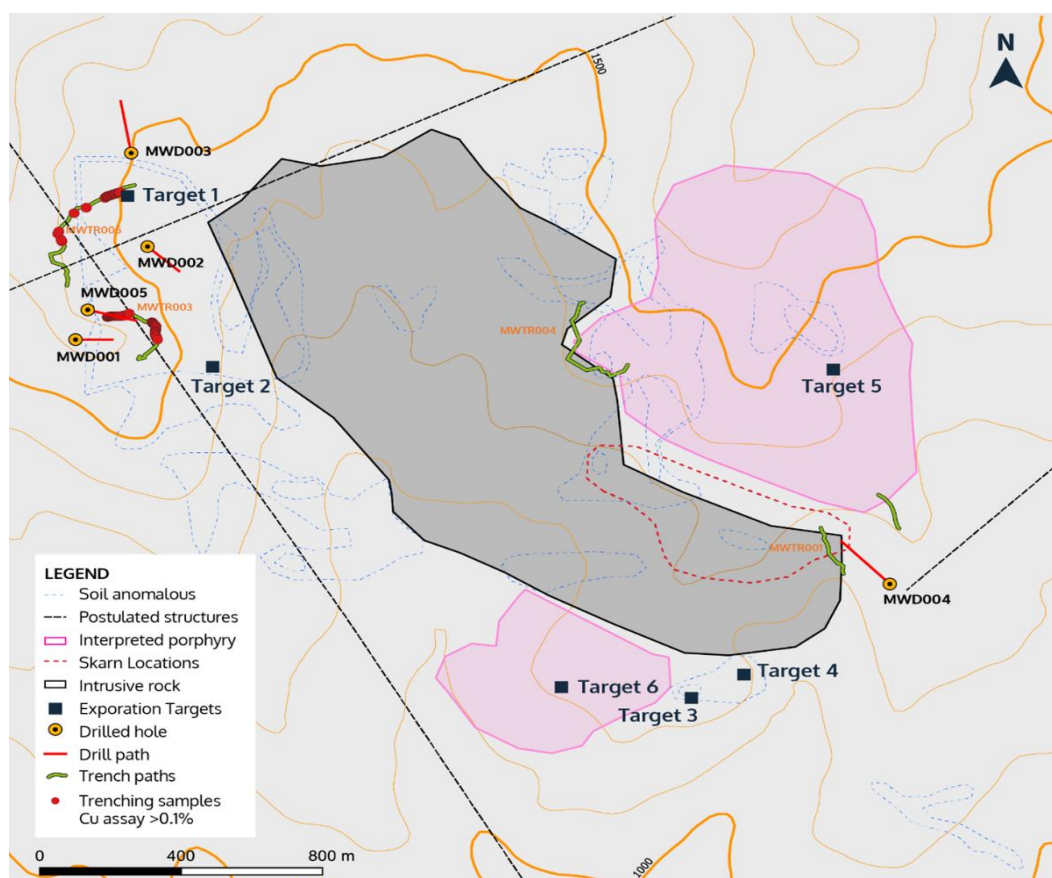 N
1500
MWD003
Target 1
MWTR005
MWD002
MWD005
MWTR003
MWD001
Target 2
MWTR004
Target 5
MWTR001
MWD004
Target 4
Target 6
Target 3
LEGEND
Soil anomalous
Postulated structures
Interpreted porphyry
Skarn Locations
Intrusive rock
Exporation Targets
Drilled hole
Drill path
Trench paths
Trenching samples
Cu assay >0.1%
0 400 800 m
1000